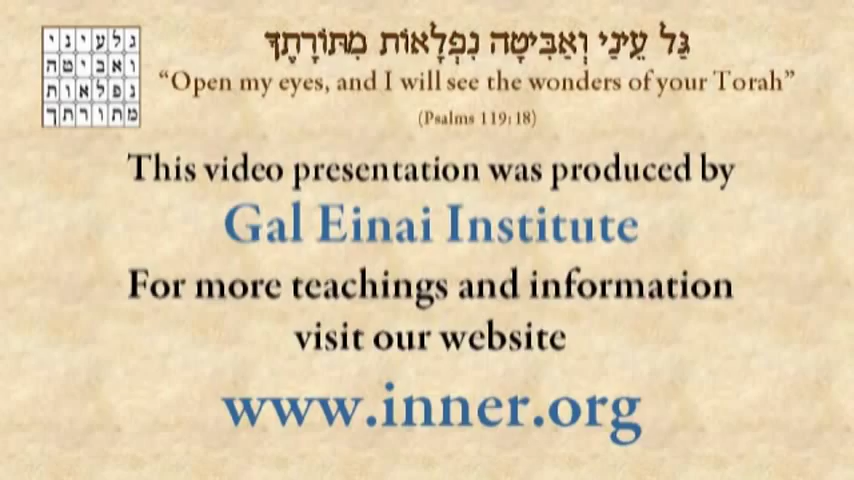 גלעיני
ואביטה
נפלאות
מתורתך
גַּל עֵינַי וְאַבִּיטָה נִפְלָאוֹת מִתּוֹרָתֶךָ
“Open my eyes, and I will see the wonders of your Torah”
(Psalms 119:18)
This video presentation was produced by
Gal Einai Institute
For more teachings and information
visit our website
www.inner.org